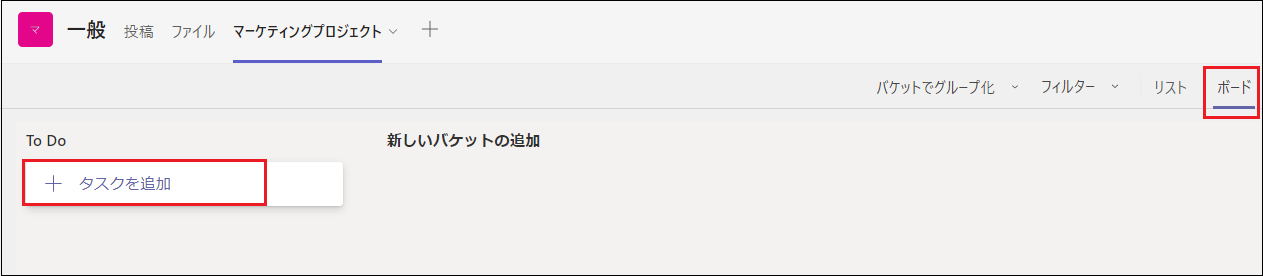 マ 一般 投稿 ファイル マーケティングプロジェクト
バケットでグループ化 フィルター リスト ボード
To Do 新しいバケットの追加
タスクを追加